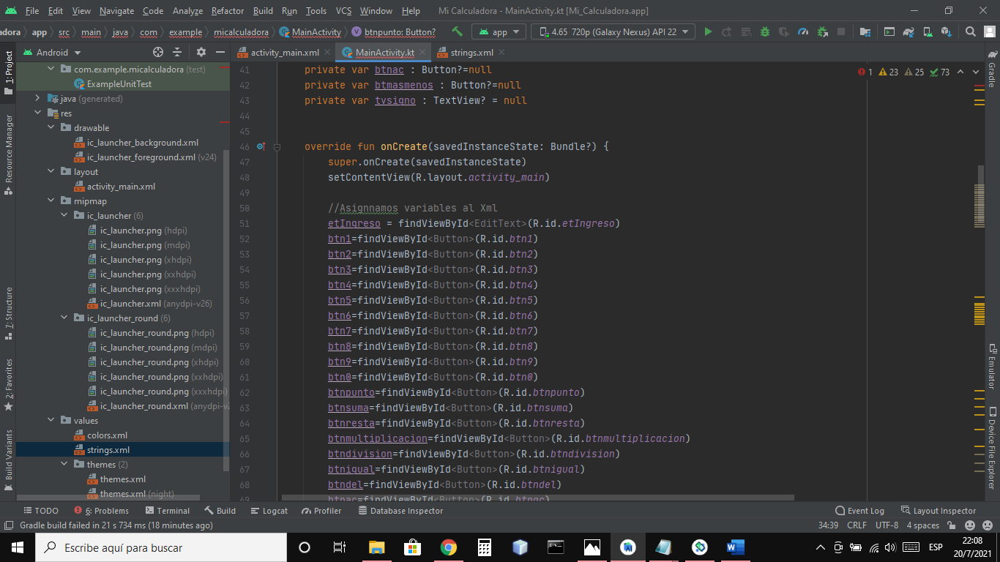 File Edit View Navigate Code Analyze Refactor Build Run Tools VCS Window Help Mi Calculadora - MainActivity.kt [Mi_Calculadora.app]
adora app src main java com example micalculadora MainActivity btnpunto: Button? app 4.65 720p (Galaxy Nexus) API 22
Android
activity_main.xml MainActivity.kt strings.xml
1: Project
Resource Manager
7: Structure
2: Favorites
Build Variants
com.example.micalculadora (test)
ExampleUnitTest
java (generated)
res
drawable
ic_launcher_background.xml
ic_launcher_foreground.xml (v24)
layout
activity_main.xml
mipmap
ic_launcher (6)
ic_launcher.png (hdpi)
ic_launcher.png (mdpi)
ic_launcher.png (xhdpi)
ic_launcher.png (xxhdpi)
ic_launcher.png (xxxhdpi)
ic_launcher.xml (anydpi-v26)
ic_launcher_round (6)
ic_launcher_round.png (hdpi)
ic_launcher_round.png (mdpi)
ic_launcher_round.png (xhdpi)
ic_launcher_round.png (xxhdpi)
ic_launcher_round.png (xxxhdpi)
ic_launcher_round.xml (anydpi-v2
values
colors.xml
strings.xml
themes (2)
themes.xml
themes.xml (night)
1 23 25 73
41 private var btnac : Button?=null
42 private var btmasmenos : Button?=null
43 private var tvsigno : TextView? = null
44
45
46 override fun onCreate(savedInstanceState: Bundle?) {
47 super.onCreate(savedInstanceState)
48 setContentView(R.layout.activity_main)
49
50 //Asignnamos variables al Xml
51 etIngreso = findViewById<EditText>(R.id.etIngreso)
52 btn1=findViewById<Button>(R.id.btn1)
53 btn2=findViewById<Button>(R.id.btn2)
54 btn3=findViewById<Button>(R.id.btn3)
55 btn4=findViewById<Button>(R.id.btn4)
56 btn5=findViewById<Button>(R.id.btn5)
57 btn6=findViewById<Button>(R.id.btn6)
58 btn7=findViewById<Button>(R.id.btn7)
59 btn8=findViewById<Button>(R.id.btn8)
60 btn9=findViewById<Button>(R.id.btn9)
61 btn0=findViewById<Button>(R.id.btn0)
62 btnpunto=findViewById<Button>(R.id.btnpunto)
63 btnsuma=findViewById<Button>(R.id.btnsuma)
64 btnresta=findViewById<Button>(R.id.btnresta)
65 btnmultiplicacion=findViewById<Button>(R.id.btnmultiplicacion)
66 btndivision=findViewById<Button>(R.id.btndivision)
67 btnigual=findViewById<Button>(R.id.btnigual)
68 btndel=findViewById<Button>(R.id.btndel)
69 btnac=findViewById<Button>(R.id.btnac)
Gradle
Emulator
Device File Explorer
TODO 6: Problems Terminal Build Logcat Profiler Database Inspector Event Log Layout Inspector
Gradle build failed in 21 s 734 ms (18 minutes ago) 34:39 CRLF UTF-8 4 spaces
Escribe aquí para buscar
ESP
22:08
20/7/2021